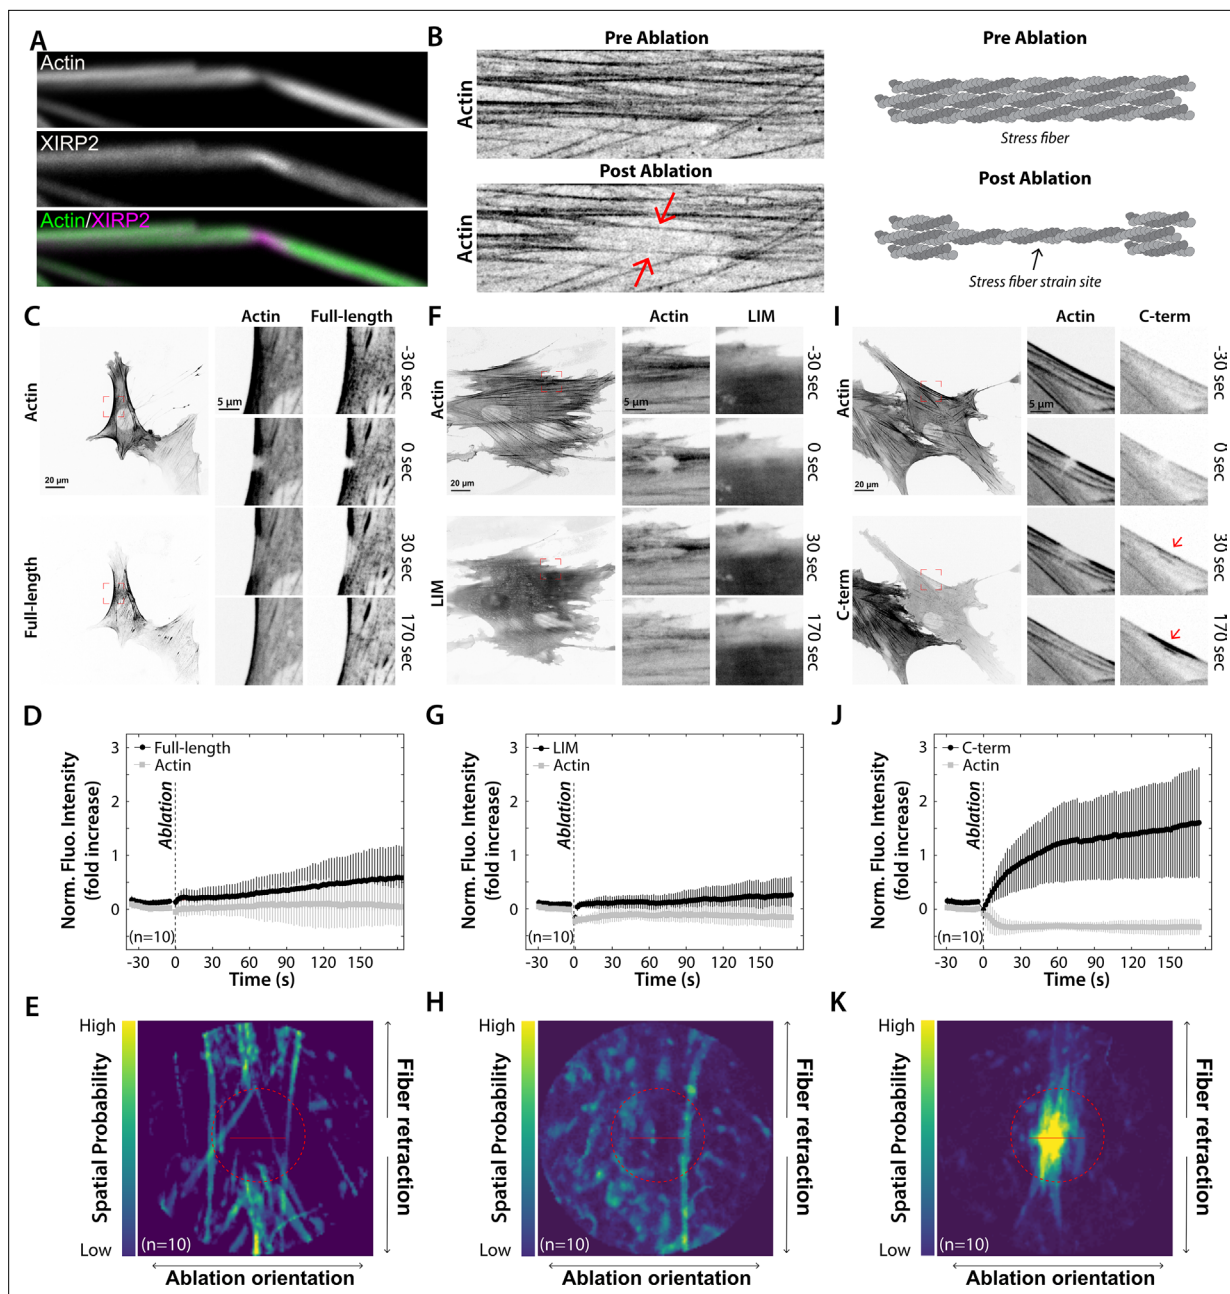 A
Actin
XIRP2
Actin/XIRP2
B
Pre Ablation
Actin
Post Ablation
Actin
Pre Ablation
Stress fiber
Post Ablation
Stress fiber strain site
C
Actin
Full-length
Actin
20 µm
Full-length
5 µm
-30 sec
0 sec
30 sec
170 sec
F
Actin
LIM
Actin
20 µm
LIM
5 µm
-30 sec
0 sec
30 sec
170 sec
I
Actin
C-term
Actin
20 µm
C-term
5 µm
-30 sec
0 sec
30 sec
170 sec
D
Norm. Fluo. Intensity
(fold increase)
3
2
1
0
Full-length
Actin
Ablation
(n=10)
-30 0 30 60 90 120 150
Time (s)
G
Norm. Fluo. Intensity
(fold increase)
3
2
1
0
LIM
Actin
Ablation
(n=10)
-30 0 30 60 90 120 150
Time (s)
J
Norm. Fluo. Intensity
(fold increase)
3
2
1
0
C-term
Actin
Ablation
(n=10)
-30 0 30 60 90 120 150
Time (s)
E
High
Spatial Probability
Low
(n=10)
Fiber retraction
Ablation orientation
H
High
Spatial Probability
Low
(n=10)
Fiber retraction
Ablation orientation
K
High
Spatial Probability
Low
(n=10)
Fiber retraction
Ablation orientation